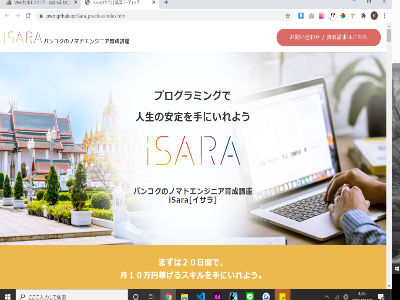 iSara[イサラ]
iSARA バンコクのノマドエンジニア育成講座
お問い合わせ / 資料請求はこちら
プログラミングで
人生の安定を手にいれよう
iSARA
バンコクのノマドエンジニア育成講座
iSara[イサラ]
まずは２０日間で、
月１０万円稼げるスキルを手にいれよう。
ここに入力して検索